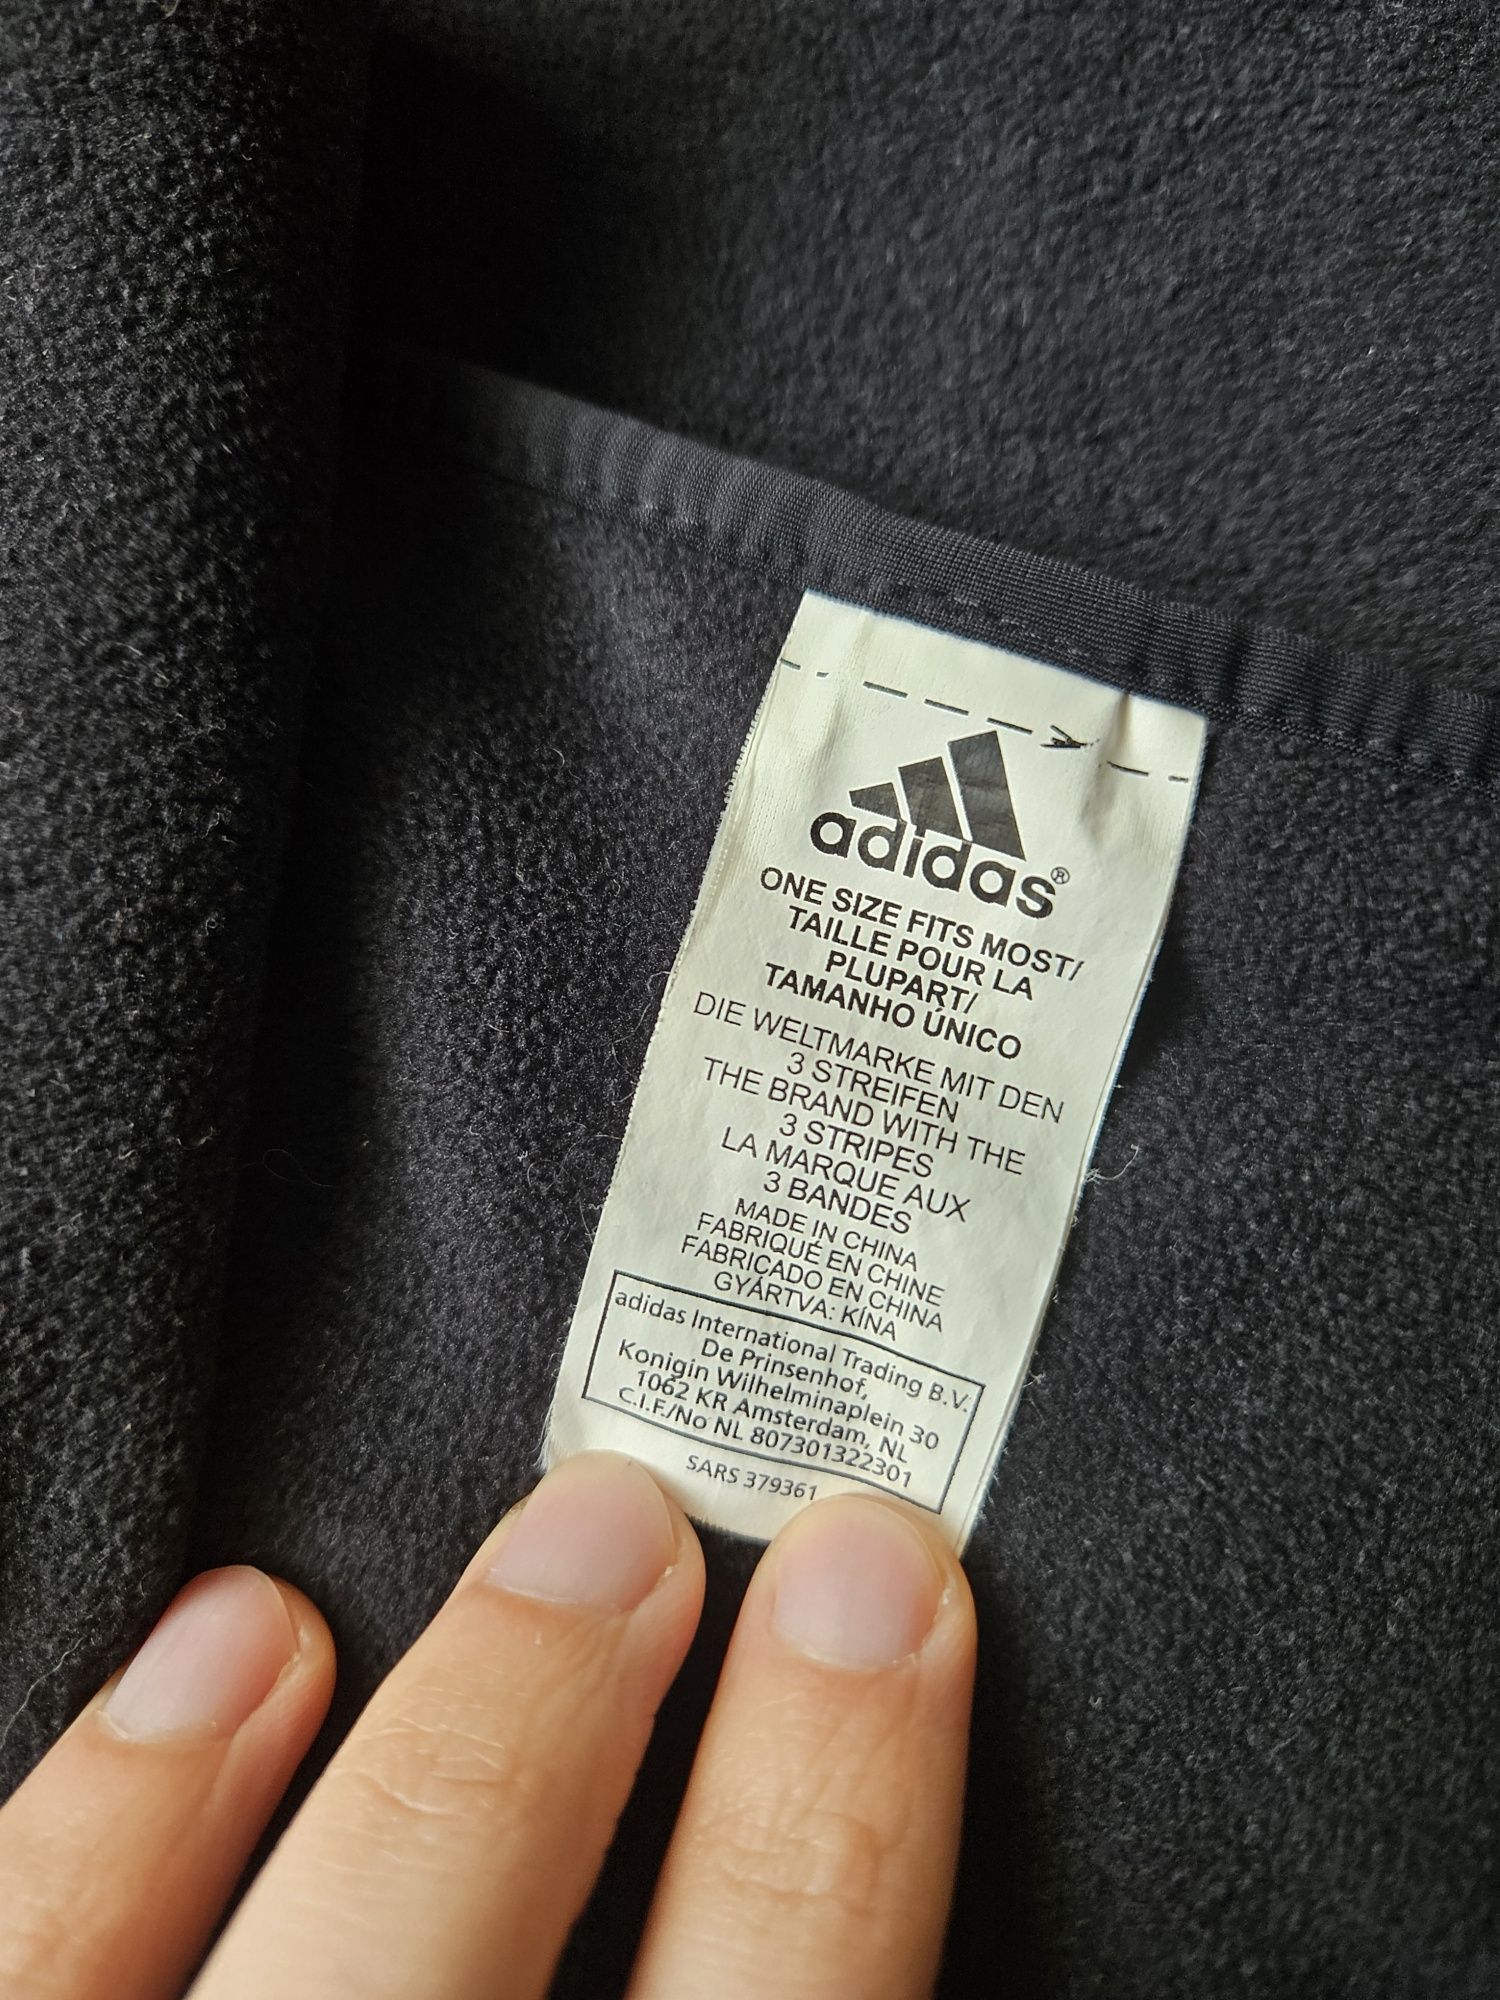 adidas®
ONE SIZE FITS MOST/
TAILLE POUR LA
PLUPART/
TAMANHO ÚNICO
DIE WELTMARKE MIT DEN
3 STREIFEN
THE BRAND WITH THE
3 STRIPES
LA MARQUE AUX
3 BANDES
MADE IN CHINA
FABRIQUÉ EN CHINE
FABRICADO EN CHINA
GYÁRTVA: KÍNA
adidas International Trading B.V.
De Prinsenhof,
Konigin Wilhelminaplein 30
1062 KR Amsterdam, NL
C.I.F./No NL 807301322301
SARS 379361